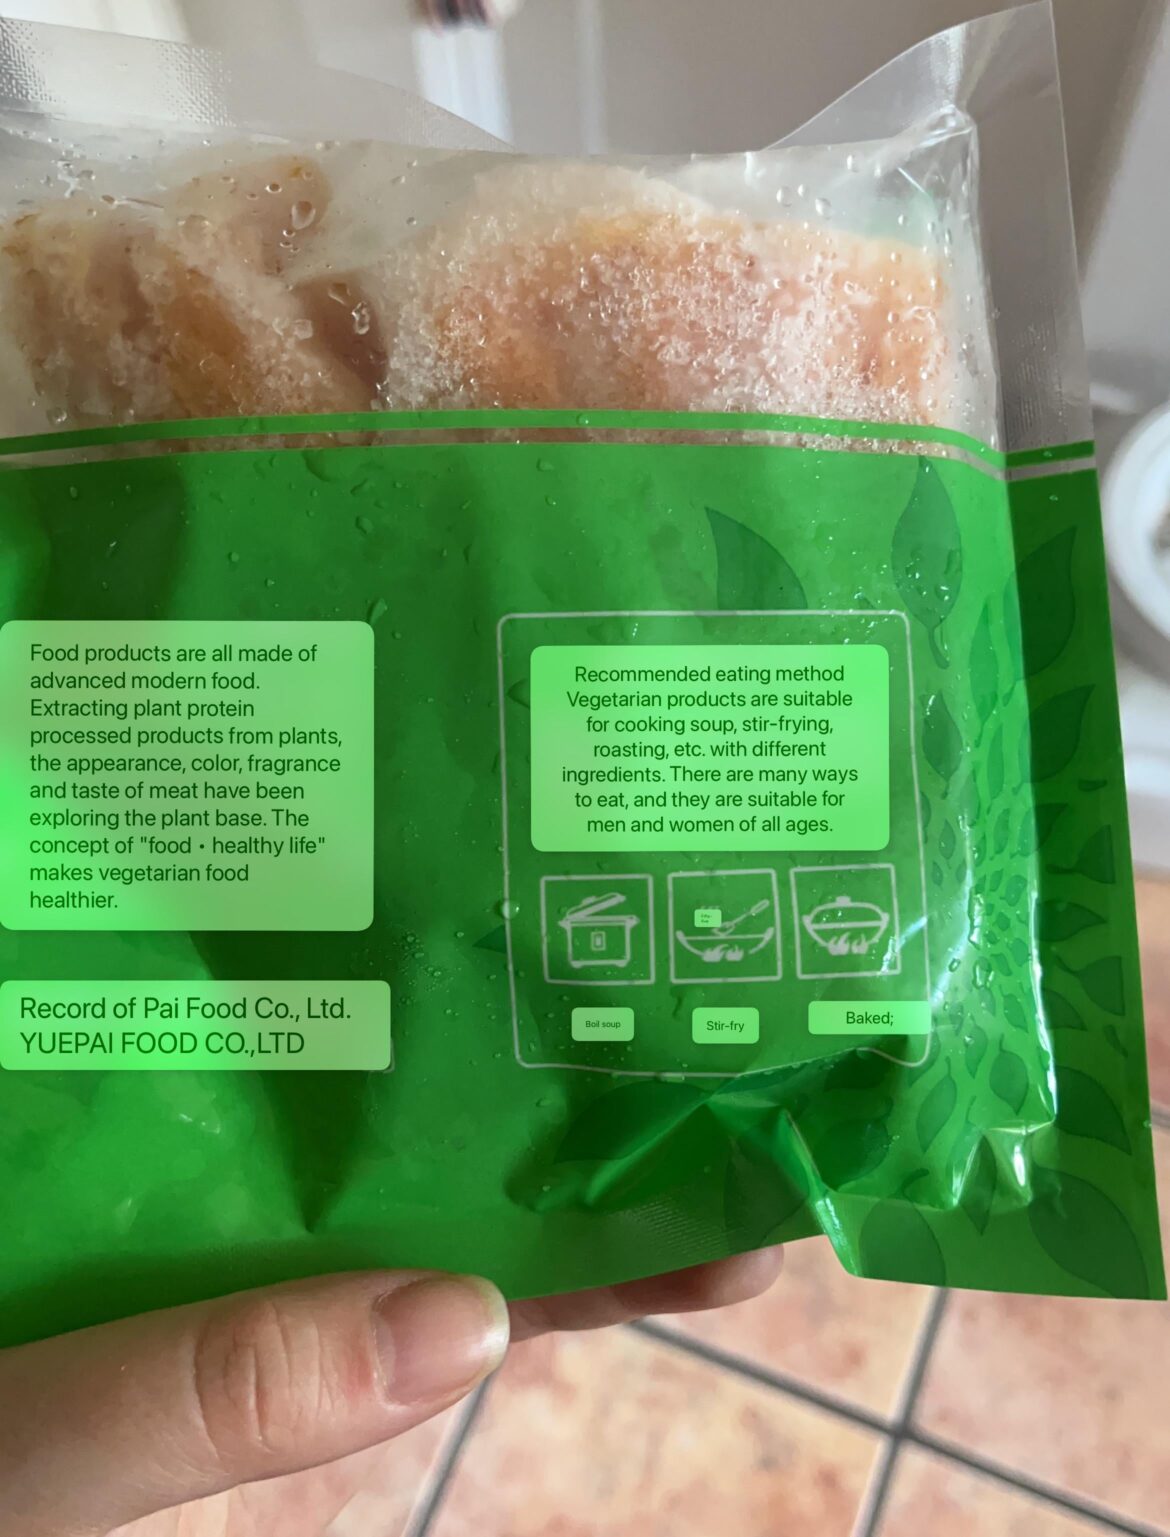 Food products are all made of
advanced modern food.
Extracting plant protein
processed products from plants,
the appearance, color, fragrance
and taste of meat have been
exploring the plant base. The
concept of "food • healthy life"
makes vegetarian food
healthier.
Record of Pai Food Co., Ltd.
YUEPAI FOOD CO.,LTD
Recommended eating method
Vegetarian products are suitable
for cooking soup, stir-frying,
roasting, etc. with different
ingredients. There are many ways
to eat, and they are suitable for
men and women of all ages.
Boil soup
Stir-fry
Baked;